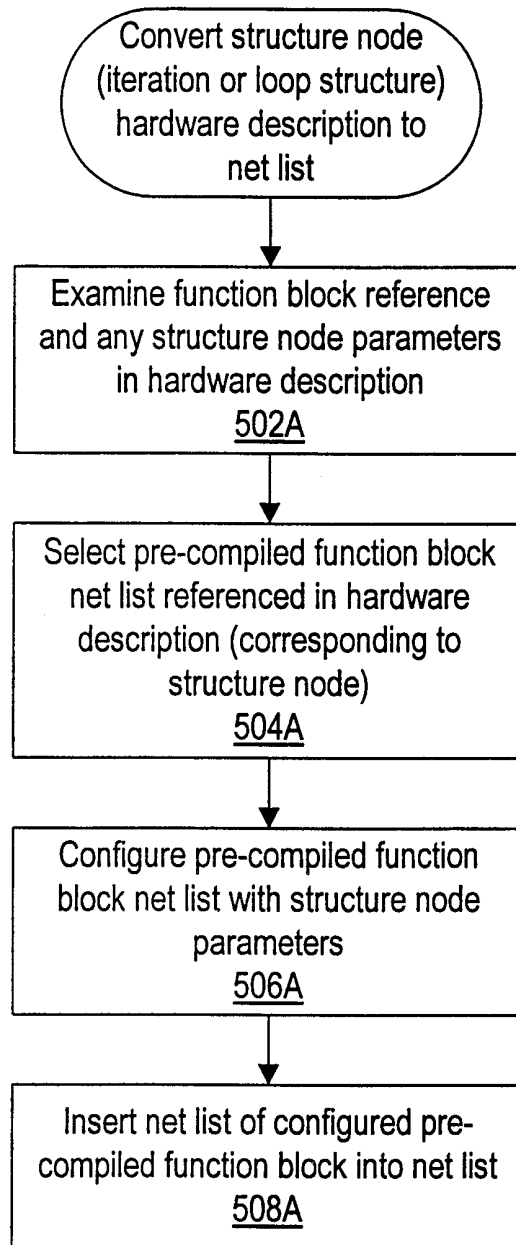 Convert structure node
(iteration or loop structure)
hardware description to
net list
Examine function block reference
and any structure node parameters
in hardware description
502A
Select pre-compiled function block
net list referenced in hardware
description (corresponding to
structure node)
504A
Configure pre-compiled function
block net list with structure node
parameters
506A
Insert net list of configured pre-
compiled function block into net list
508A